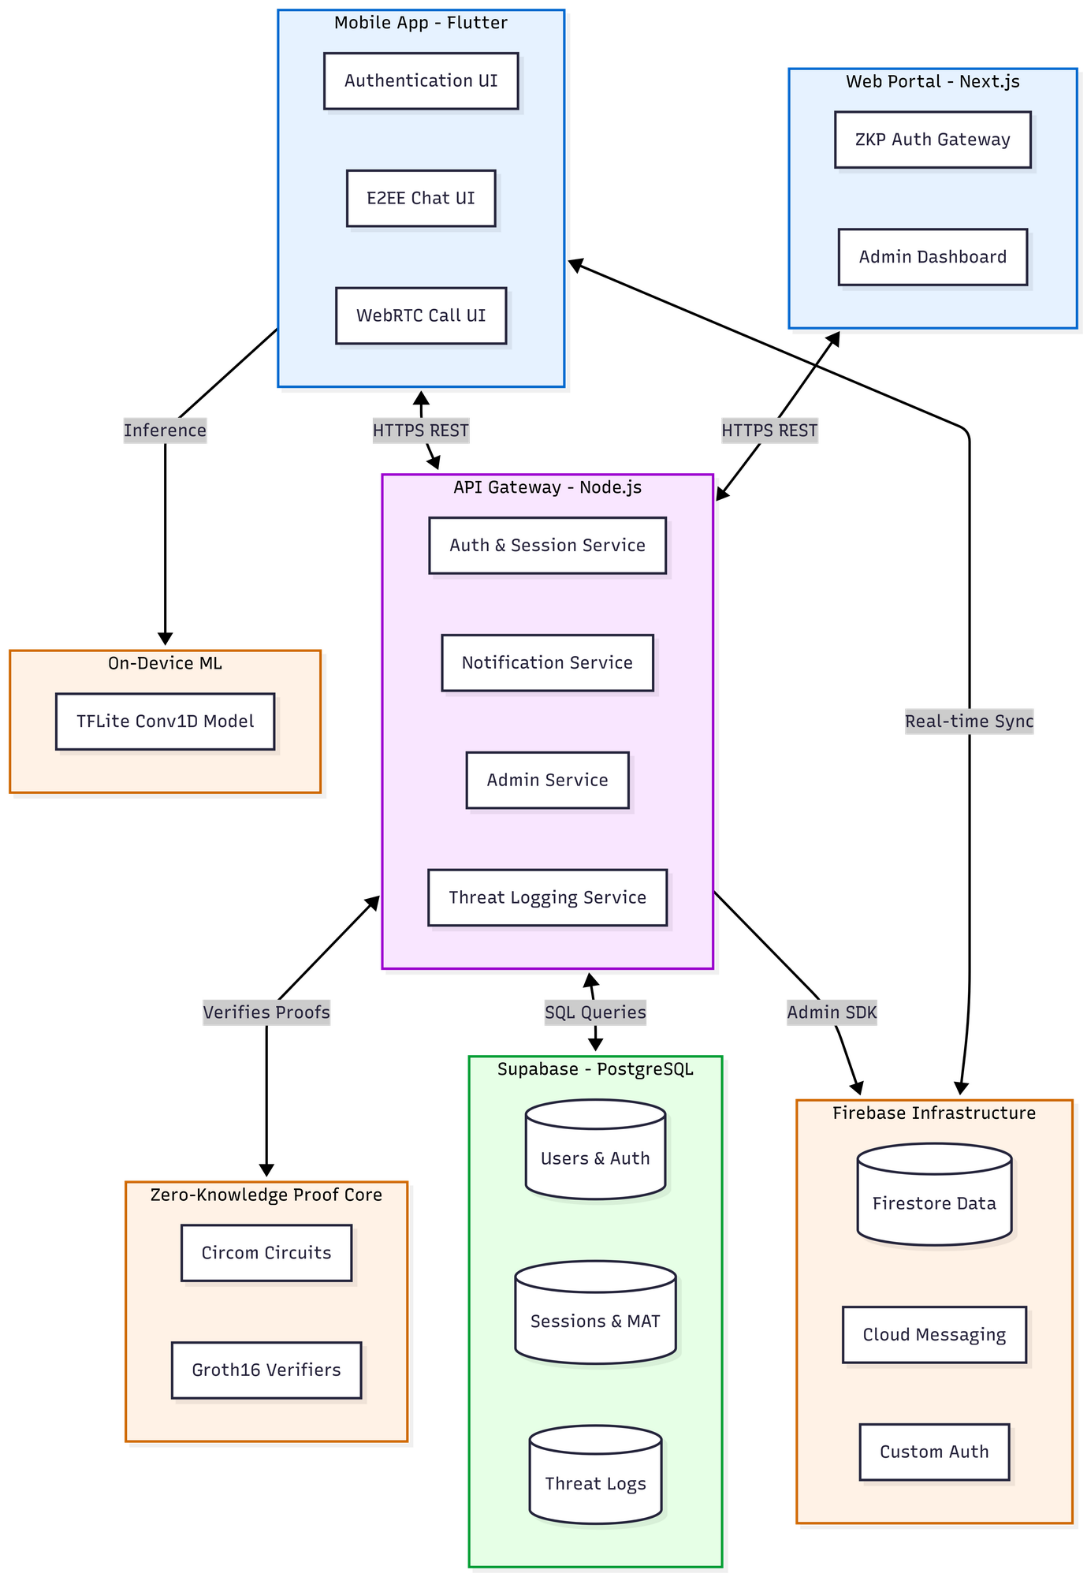 Mobile App - Flutter
Authentication UI
E2EE Chat UI
WebRTC Call UI
Web Portal - Next.js
ZKP Auth Gateway
Admin Dashboard
Inference
HTTPS REST
HTTPS REST
API Gateway - Node.js
Auth & Session Service
Notification Service
Admin Service
Threat Logging Service
On-Device ML
TFLite Conv1D Model
Real-time Sync
Verifies Proofs
SQL Queries
Admin SDK
Zero-Knowledge Proof Core
Circom Circuits
Groth16 Verifiers
Supabase - PostgreSQL
Users & Auth
Sessions & MAT
Threat Logs
Firebase Infrastructure
Firestore Data
Cloud Messaging
Custom Auth